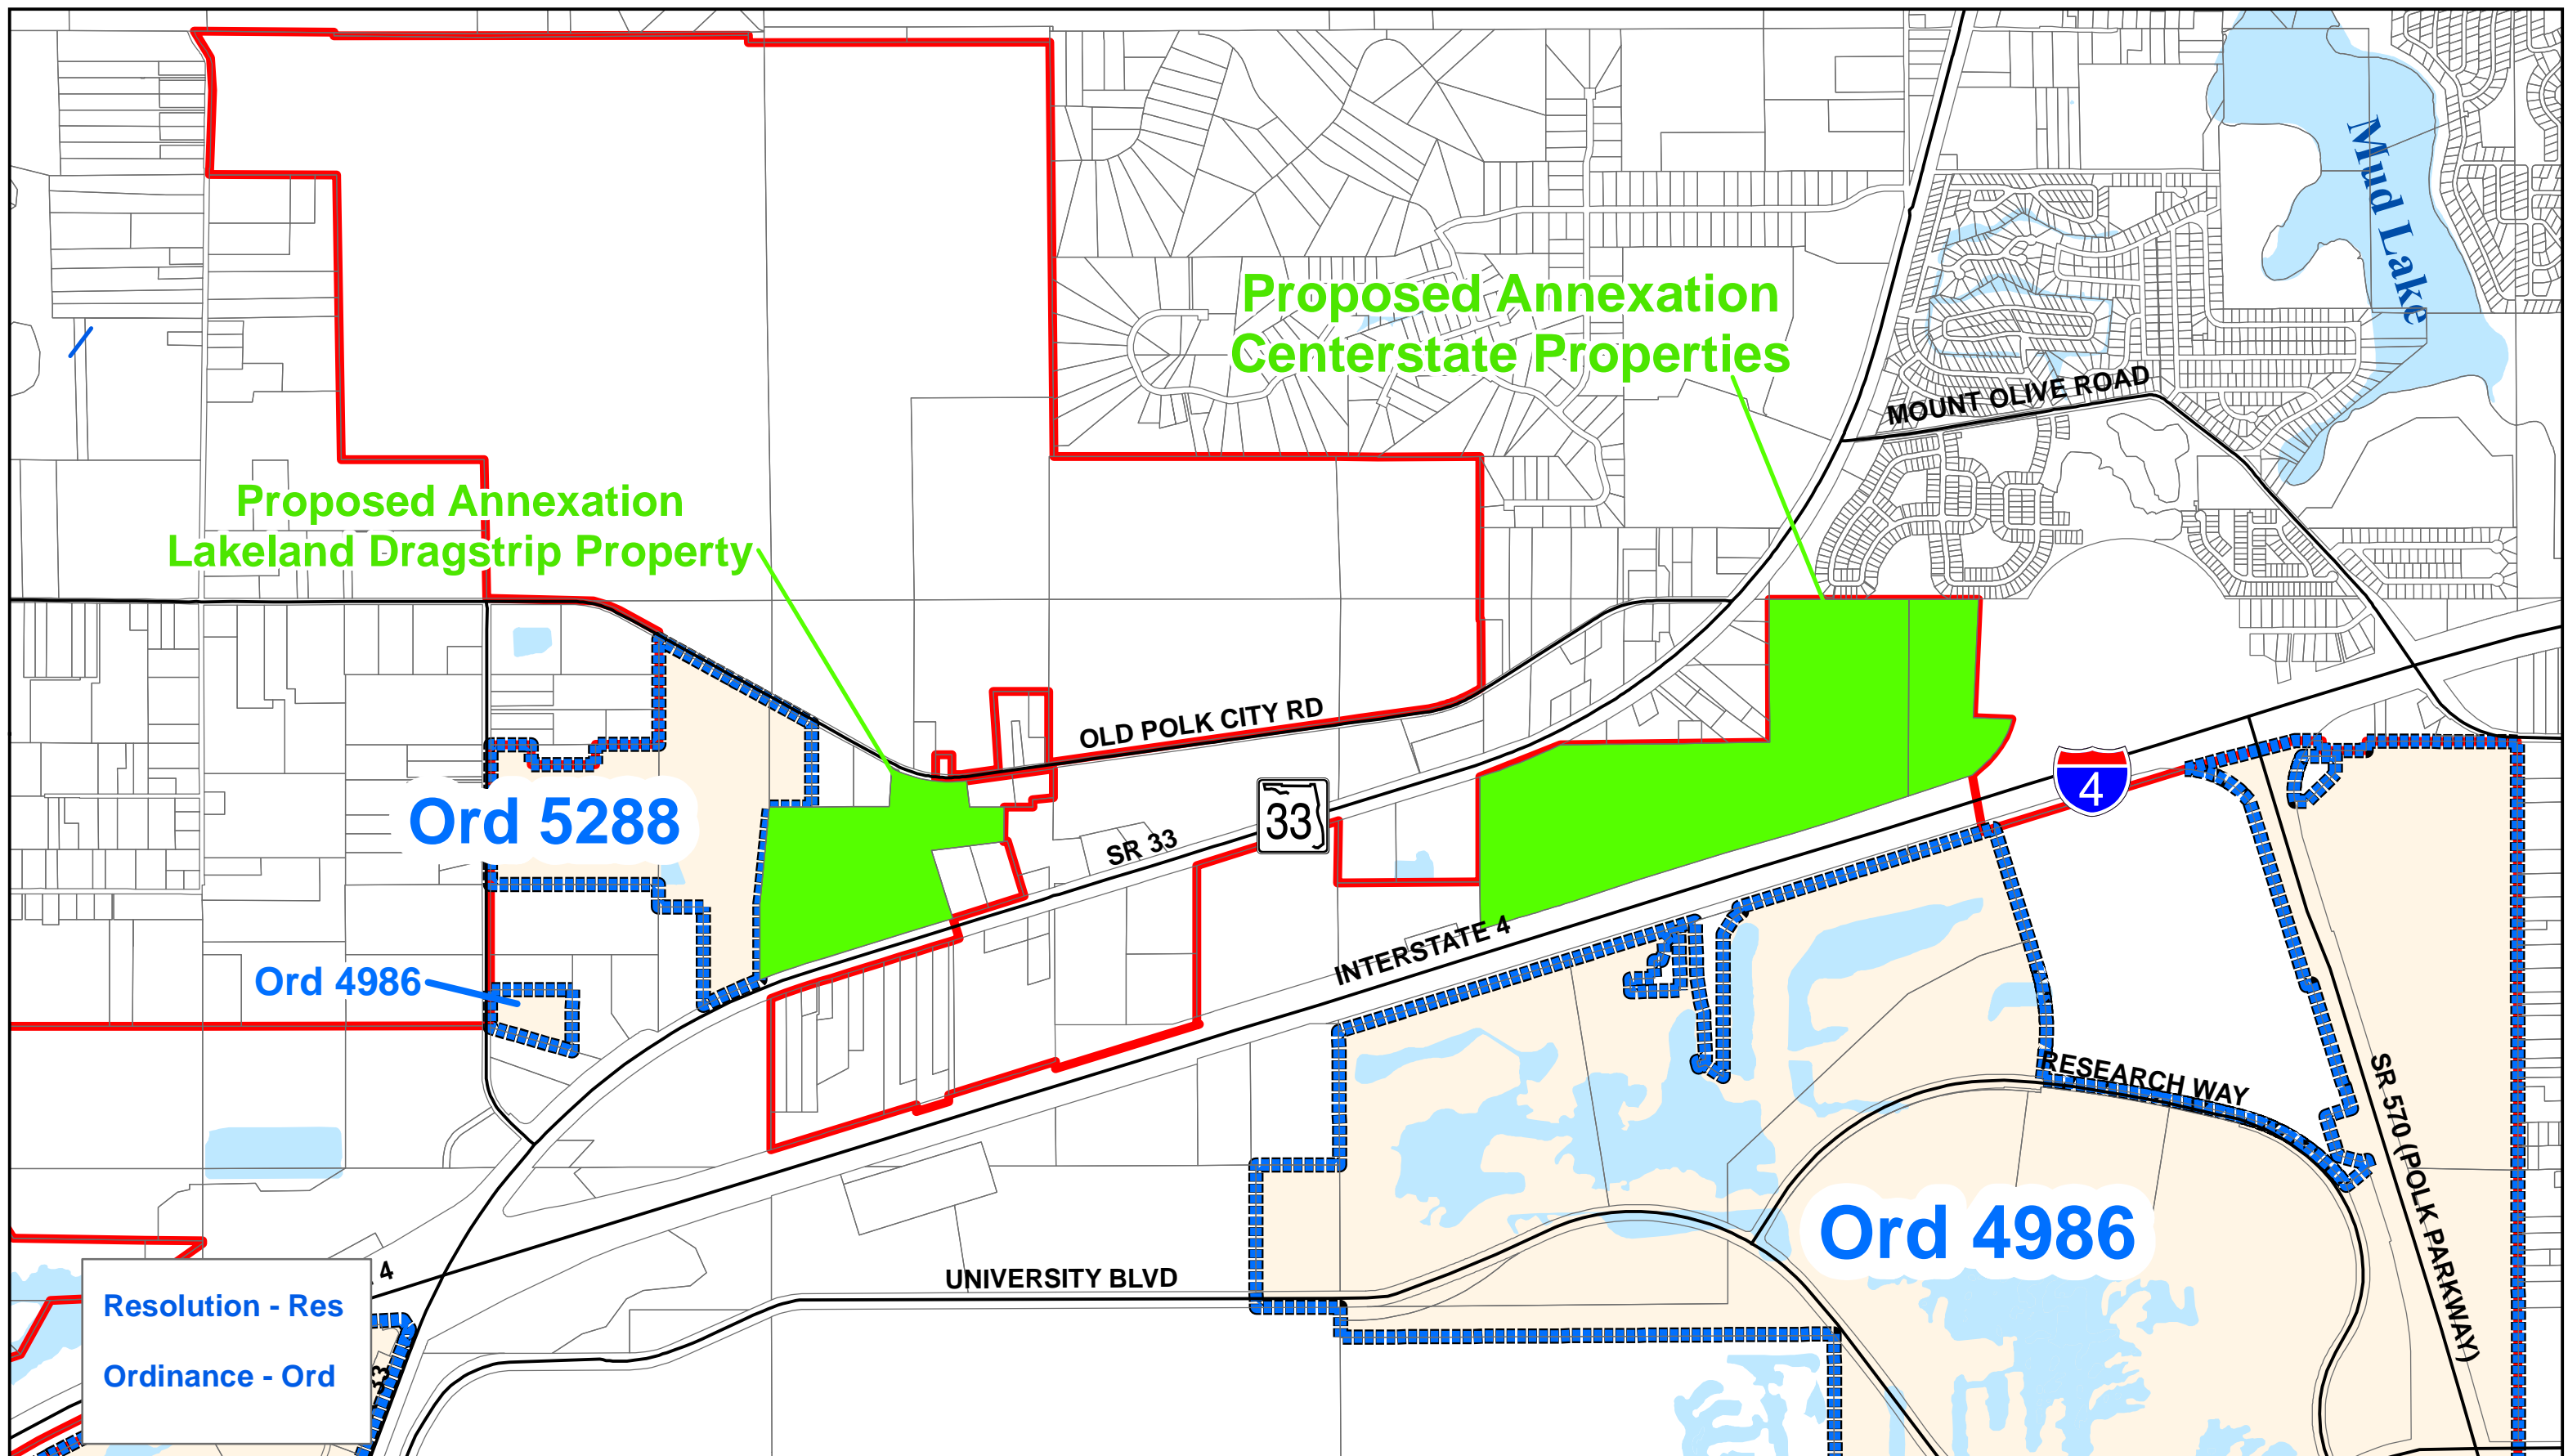 Mud Lake
Proposed Annexation
Centerstate Properties
MOUNT OLIVE ROAD
Proposed Annexation
Lakeland Dragstrip Property
OLD POLK CITY RD
Ord 5288
33
SR 33
4
INTERSTATE 4
Ord 4986
RESEARCH WAY
SR 570 (POLK PARKWAY)
Ord 4986
UNIVERSITY BLVD
4
Resolution - Res
Ordinance - Ord
33